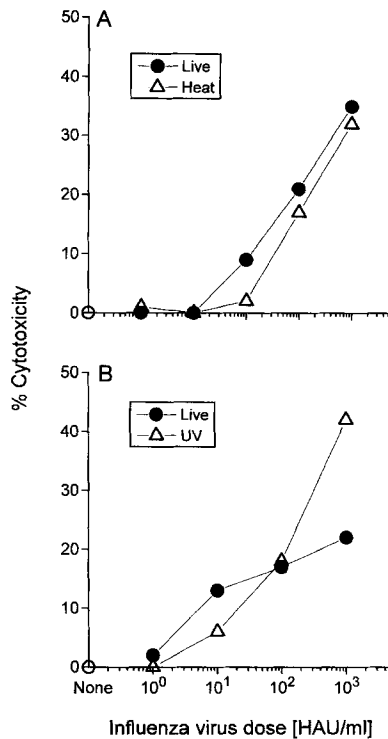 A
50
40
30
20
10
0
Live
Heat
% Cytotoxicity
B
50
40
30
20
10
0
Live
UV
None 10⁰ 10¹ 10² 10³
Influenza virus dose [HAU/ml]